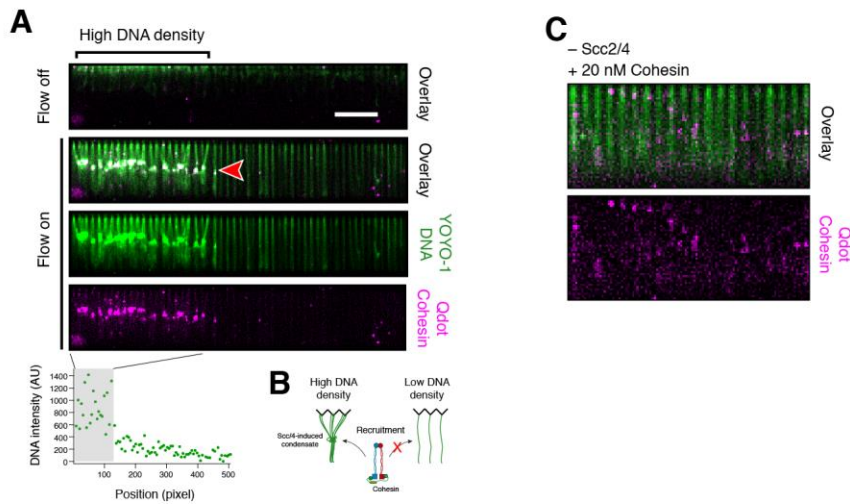 A
High DNA density
Flow off
Overlay
Flow on
Overlay
YOYO-1
DNA
Qdot
Cohesin
DNA intensity (AU)
1400
1200
1000
800
600
400
200
0
100 200 300 400 500
Position (pixel)
B
High DNA
density
Low DNA
density
Scc/4-induced
condensate
Recruitment
X
Cohesin
C
– Scc2/4
+ 20 nM Cohesin
Overlay
Qdot
Cohesin